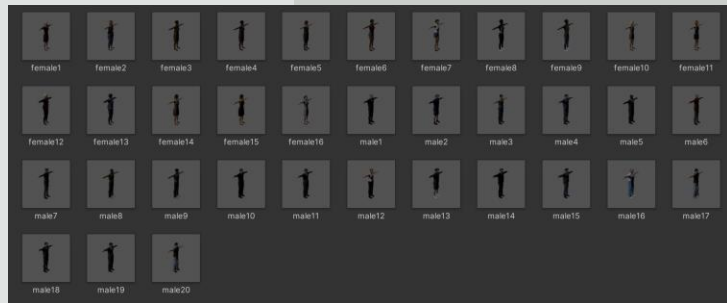 female1 female2 female3 female4 female5 female6 female7 female8 female9 female10 female11
female12 female13 female14 female15 female16 male1 male2 male3 male4 male5 male6
male7 male8 male9 male10 male11 male12 male13 male14 male15 male16 male17
male18 male19 male20